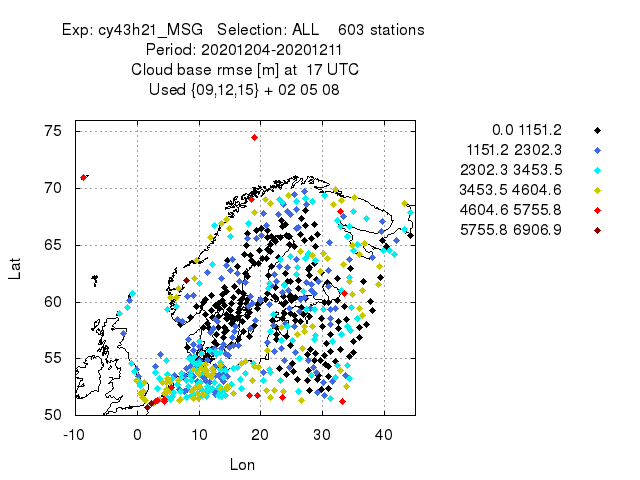 Exp: cy43h21_MSG   Selection: ALL    603 stations
Period: 20201204-20201211
Cloud base rmse [m] at  17 UTC
Used {09,12,15} + 02 05 08
0.0 1151.2
1151.2 2302.3
2302.3 3453.5
3453.5 4604.6
4604.6 5755.8
5755.8 6906.9
75
70
65
60
55
50
Lat
-10 0 10 20 30 40
Lon